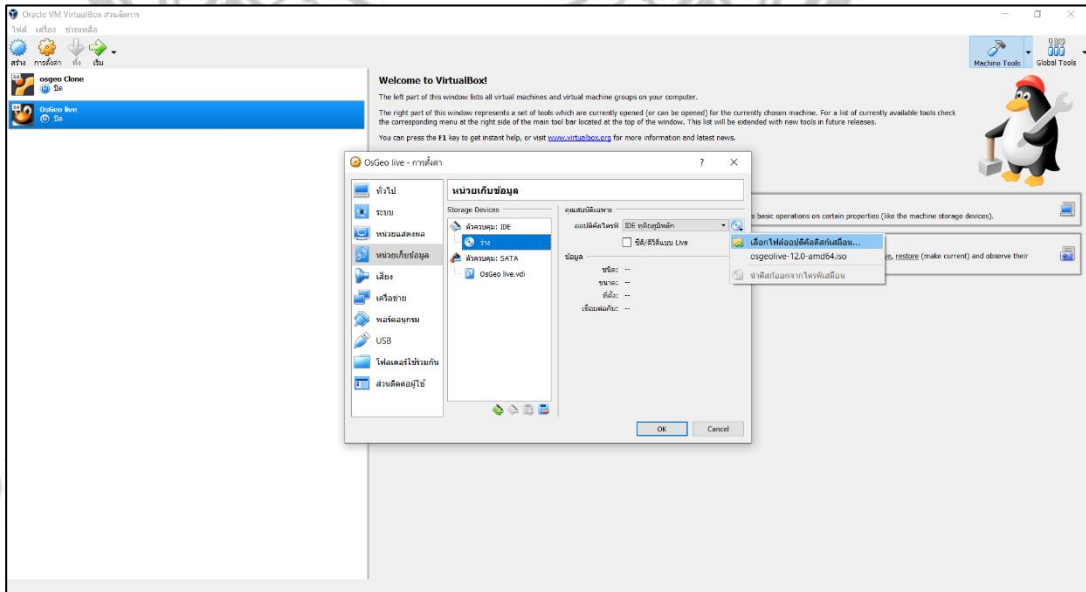 Oracle VM VirtualBox ส่วนจัดการ
ไฟล์ เครื่อง ช่วยเหลือ
สร้าง การตั้งค่า ทิ้ง เริ่ม
Machine Tools Global Tools
osgeo Clone
ปิด
OsGeo live
ปิด
Welcome to VirtualBox!
The left part of this window lists all virtual machines and virtual machine groups on your computer.
The right part of this window represents a set of tools which are currently opened (or can be opened) for the currently chosen machine. For a list of currently available tools check
the corresponding menu at the right side of the main tool bar located at the top of the window. This list will be extended with new tools in future releases.
You can press the F1 key to get instant help, or visit www.virtualbox.org for more information and latest news.
OsGeo live - การตั้งค่า
ทั่วไป
ระบบ
หน่วยแสดงผล
หน่วยเก็บข้อมูล
เสียง
เครือข่าย
พอร์ตอนุกรม
USB
โฟลเดอร์ใช้ร่วมกัน
ส่วนติดต่อผู้ใช้
หน่วยเก็บข้อมูล
Storage Devices
ตัวควบคุม: IDE
ว่าง
ตัวควบคุม: SATA
OsGeo live.vdi
คุณสมบัติเฉพาะ
ออปติคัลไดรฟ์ IDE ทุติยภูมิหลัก
ซีดี/ดีวีดีแบบ Live
ข้อมูล
ชนิด: --
ขนาด: --
ที่ตั้ง: --
เชื่อมต่อกับ: --
OK Cancel
เลือกไฟล์ออปติคัลดิสก์เสมือน...
osgeolive-12.0-amd64.iso
นำดิสก์ออกจากไดรฟ์เสมือน
basic operations on certain properties (like the machine storage devices).
restore (make current) and observe their